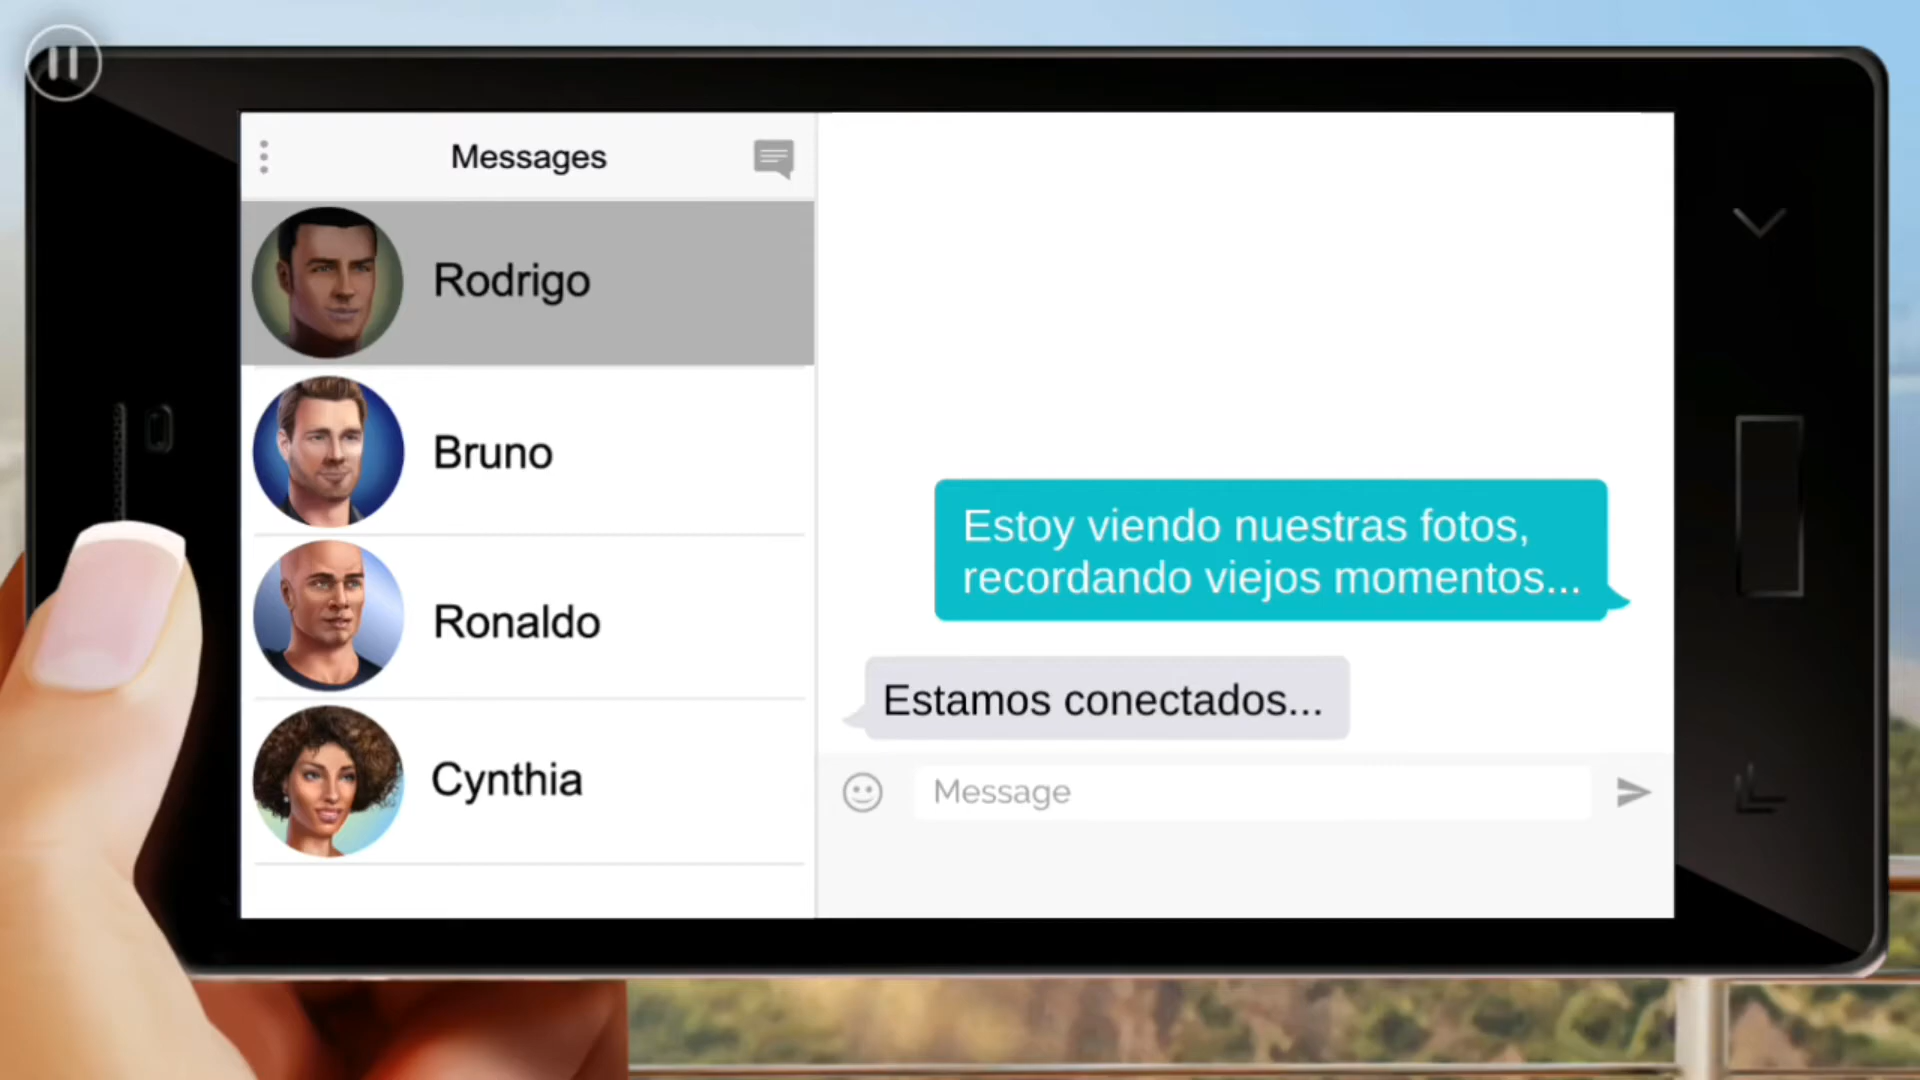 Messages
Rodrigo
Bruno
Ronaldo
Cynthia
Estoy viendo nuestras fotos,
recordando viejos momentos...
Estamos conectados...
Message